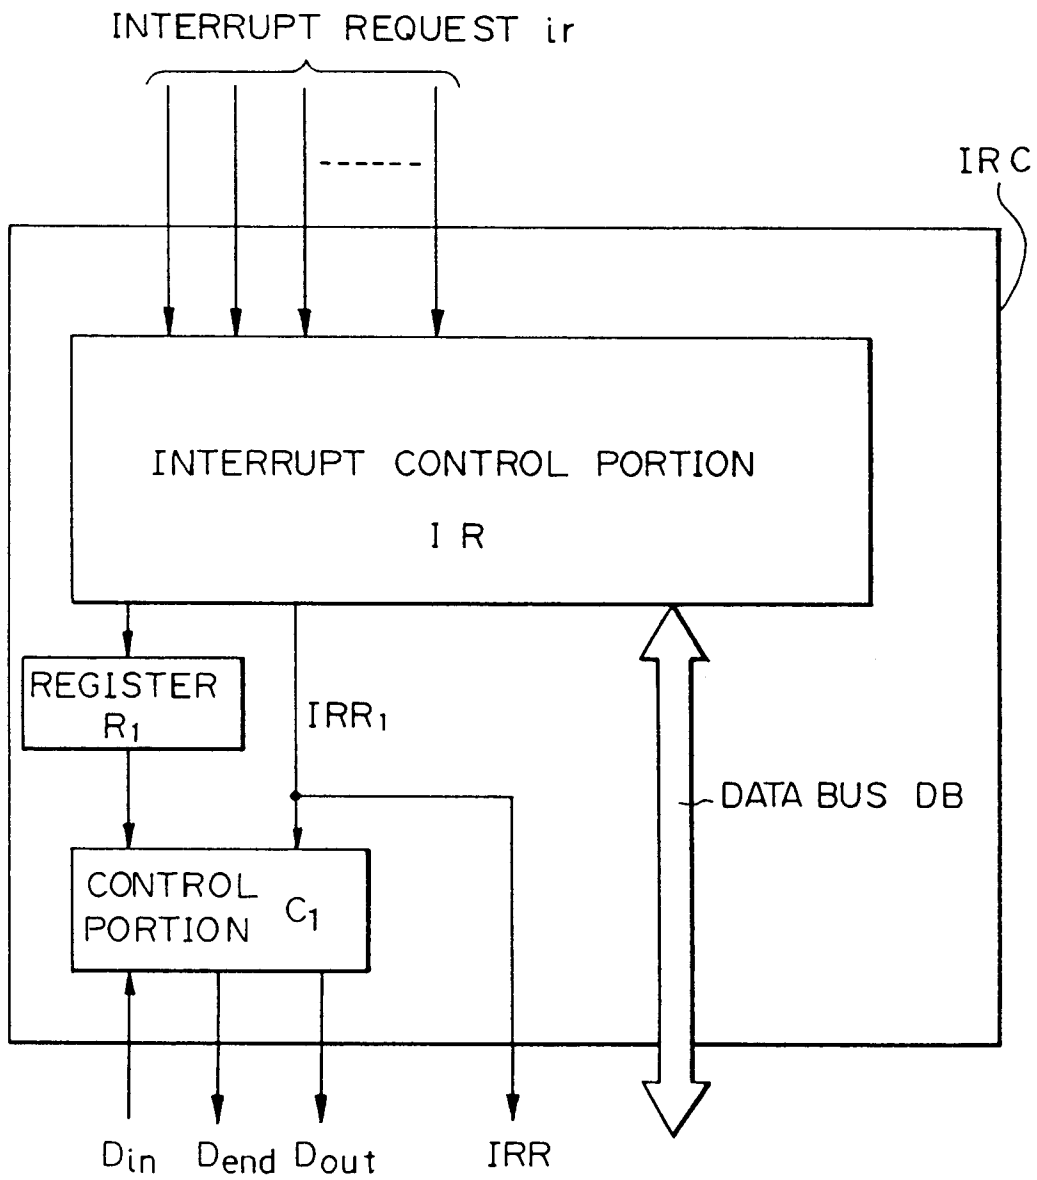 INTERRUPT REQUEST ir
IRC
INTERRUPT CONTROL PORTION
IR
REGISTER
R1
IRR1
DATA BUS DB
CONTROL
PORTION C1
Din Dend Dout IRR